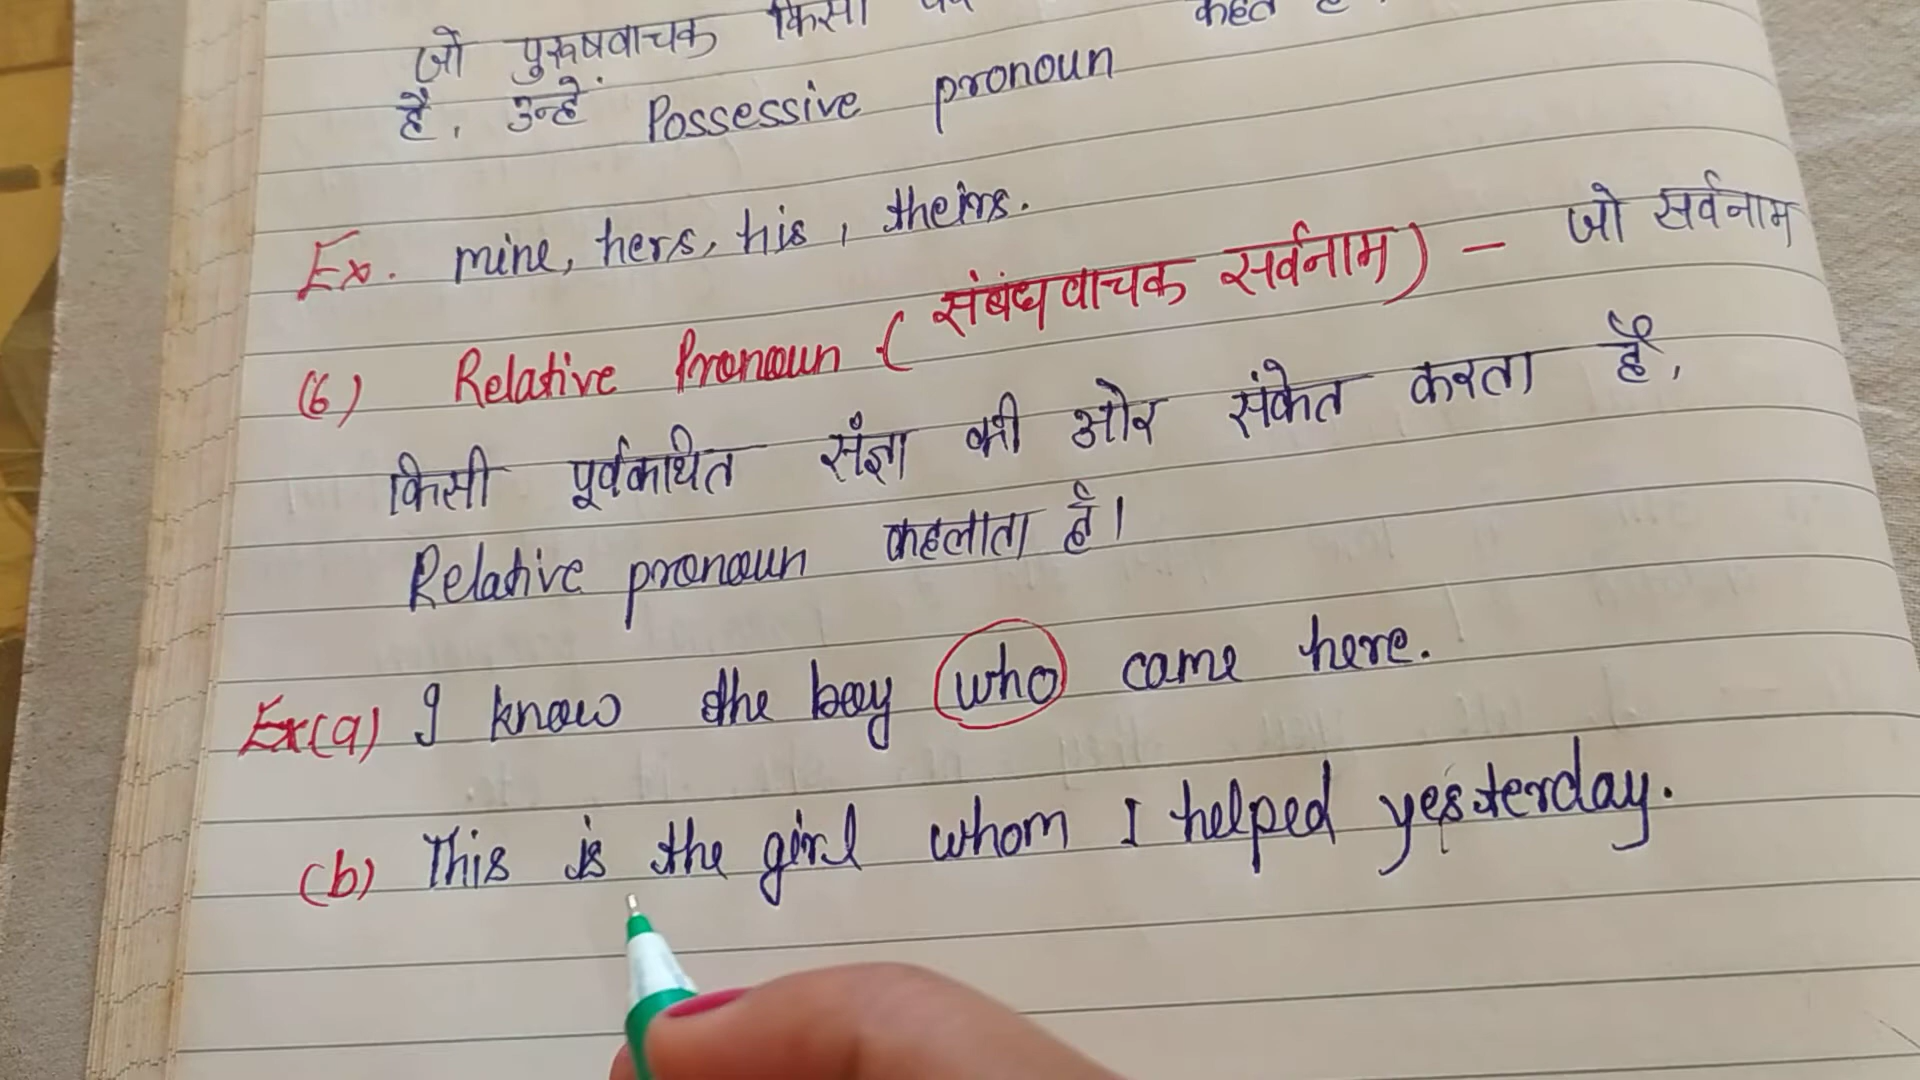 जो पुरूषवाचक किसी
कहते है
है, उन्हें Possessive pronoun
Ex. mine, hers, his, theirs.
(6) Relative Pronoun (संबंधवाचक सर्वनाम) - जो सर्वनाम
किसी पूर्वकथित संज्ञा की ओर संकेत करता है,
Relative pronoun कहलाता है।
Ex(a) I know the boy who came here.
(b) This is the girl whom I helped yesterday.